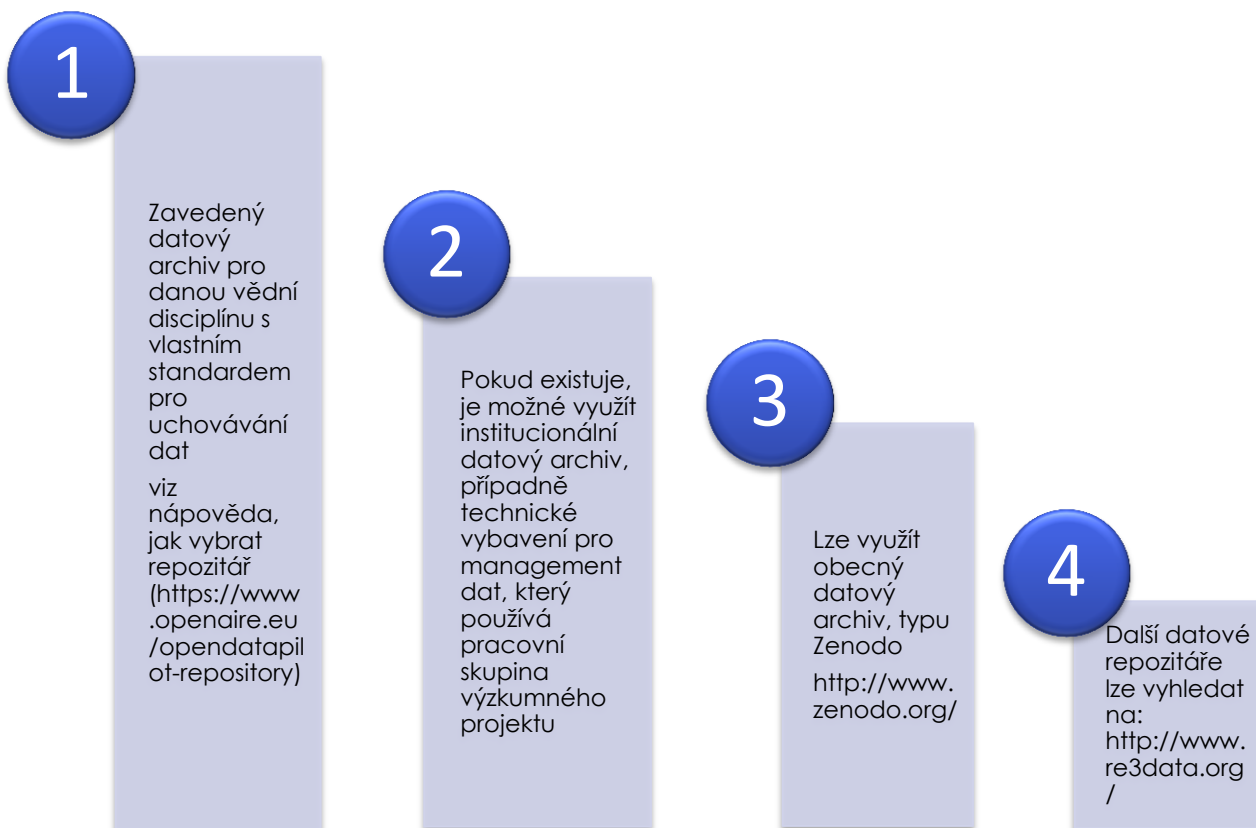 1
Zavedený
datový
archiv pro
danou vědní
disciplínu s
vlastním
standardem
pro
uchovávání
dat
viz
nápověda,
jak vybrat
repozitář
(https://www
.openaire.eu
/opendatapil
ot-repository)
2
Pokud existuje,
je možné využít
institucionální
datový archiv,
případně
technické
vybavení pro
management
dat, který
používá
pracovní
skupina
výzkumného
projektu
3
Lze využít
obecný
datový
archiv, typu
Zenodo
http://www.
zenodo.org/
4
Další datové
repozitáře
lze vyhledat
na:
http://www.
re3data.org
/